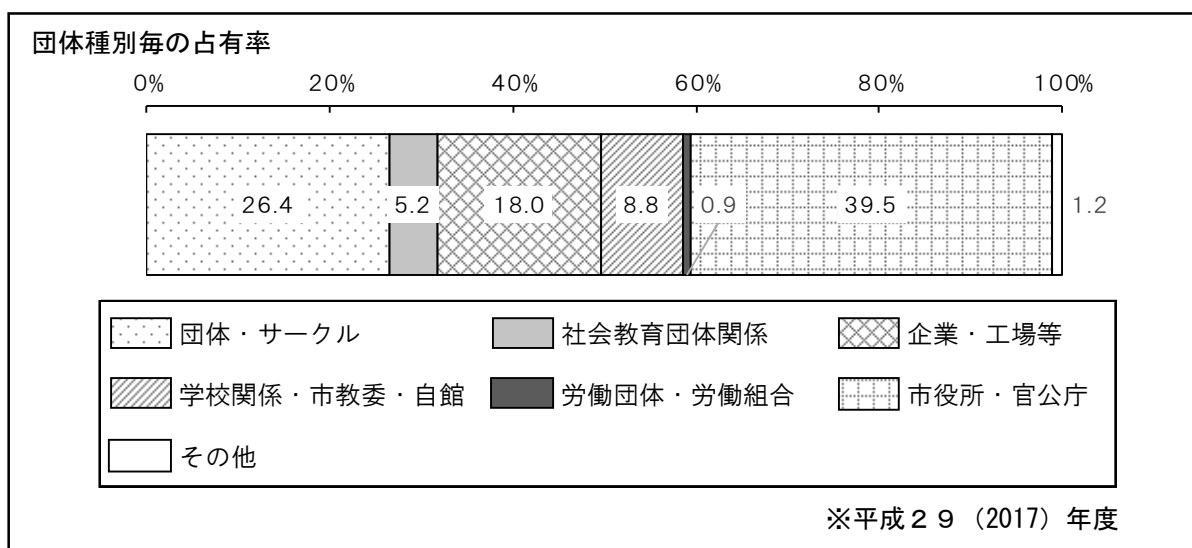 団体種別毎の占有率
0% 20% 40% 60% 80% 100%
26.4 5.2 18.0 8.8 0.9 39.5 1.2
団体・サークル 社会教育団体関係 企業・工場等
学校関係・市教委・自館 労働団体・労働組合 市役所・官公庁
その他
※平成２９（2017）年度